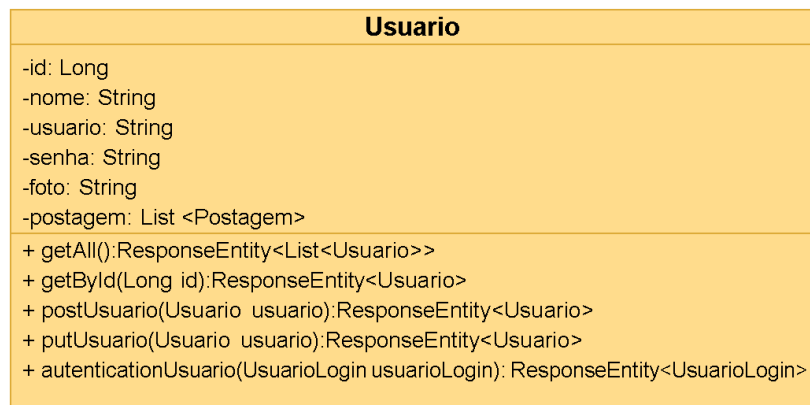 Usuario
-id: Long
-nome: String
-usuario: String
-senha: String
-foto: String
-postagem: List <Postagem>
+ getAll():ResponseEntity<List<Usuario>>
+ getById(Long id):ResponseEntity<Usuario>
+ postUsuario(Usuario usuario):ResponseEntity<Usuario>
+ putUsuario(Usuario usuario):ResponseEntity<Usuario>
+ autenticationUsuario(UsuarioLogin usuarioLogin): ResponseEntity<UsuarioLogin>